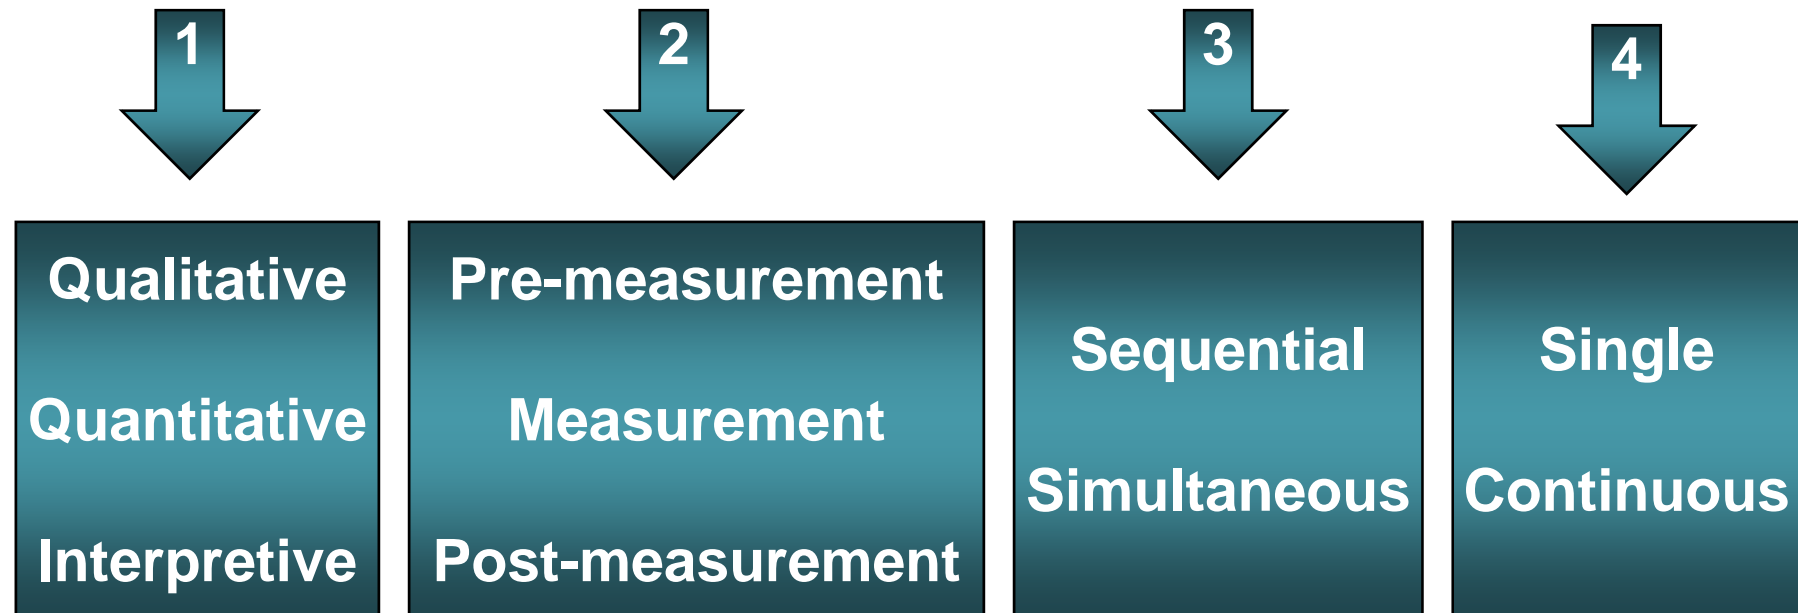 1
2
3
4
Qualitative
Quantitative
Interpretive
Pre-measurement
Measurement
Post-measurement
Sequential
Simultaneous
Single
Continuous